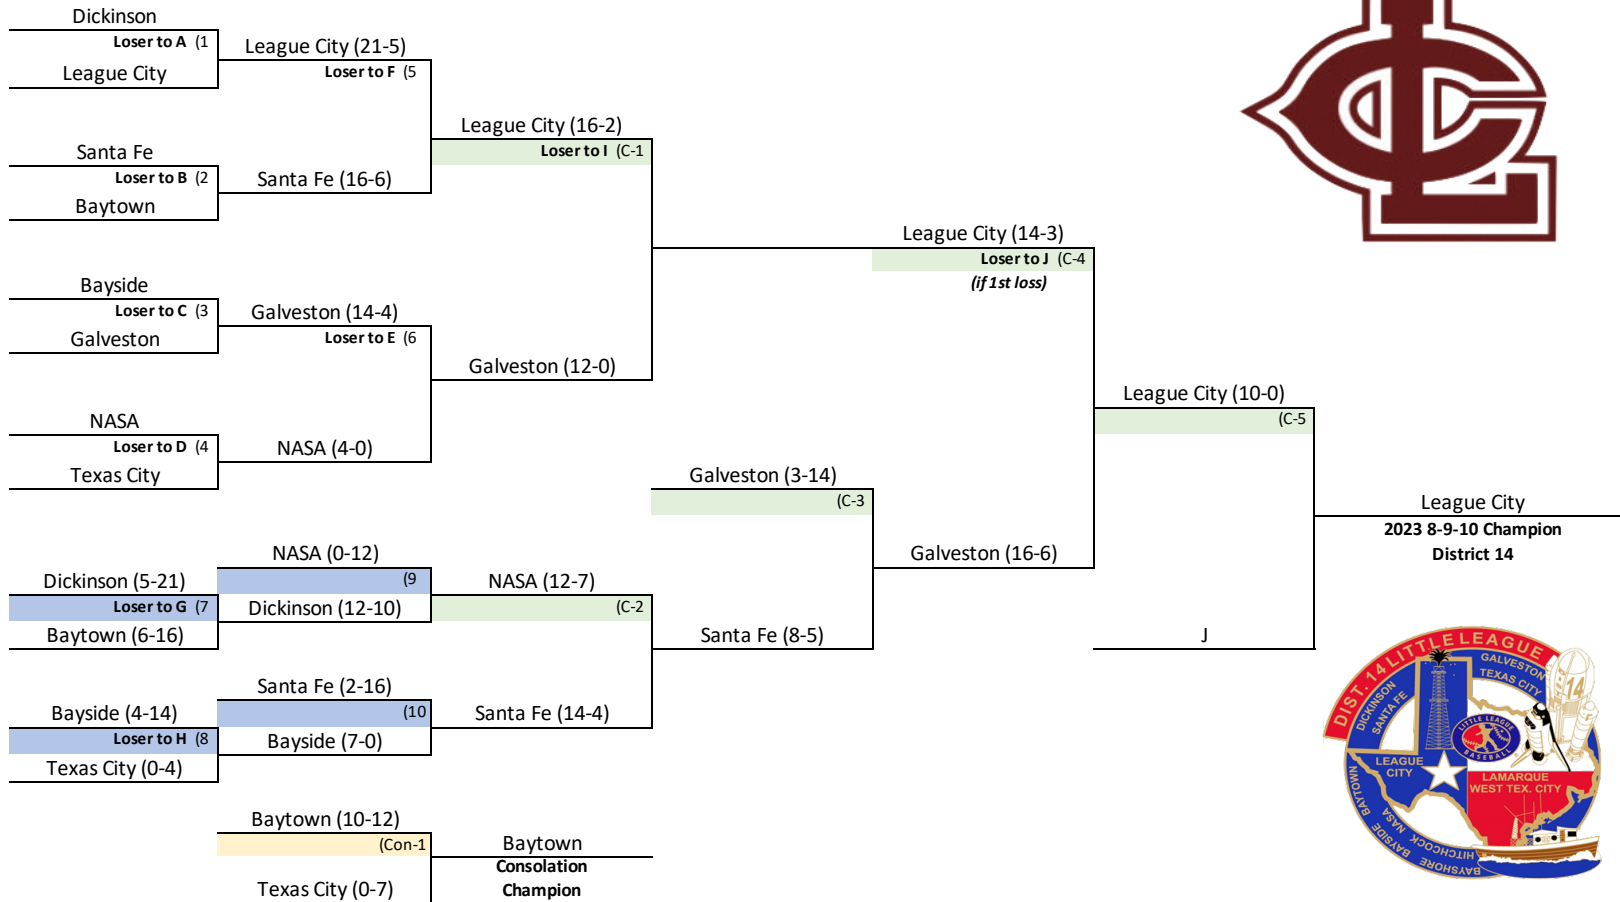 Dickinson
Loser to A (1
League City
League City (21-5)
Loser to F (5
Santa Fe
Loser to B (2
Baytown
Santa Fe (16-6)
League City (16-2)
Loser to I (C-1
Bayside
Loser to C (3
Galveston
Galveston (14-4)
Loser to E (6
NASA
Loser to D (4
Texas City
NASA (4-0)
Galveston (12-0)
League City (14-3)
Loser to J (C-4
(if 1st loss)
Dickinson (5-21)
Loser to G (7
Baytown (6-16)
NASA (0-12)
(9
Dickinson (12-10)
NASA (12-7)
(C-2
Bayside (4-14)
Loser to H (8
Texas City (0-4)
Santa Fe (2-16)
(10
Bayside (7-0)
Santa Fe (14-4)
Santa Fe (8-5)
Galveston (3-14)
(C-3
Galveston (16-6)
League City (10-0)
(C-5
J
League City
2023 8-9-10 Champion
District 14
Baytown (10-12)
(Con-1
Texas City (0-7)
Baytown
Consolation
Champion
LC
DIST. 14 LITTLE LEAGUE
GALVESTON
TEXAS CITY
14
DICKINSON
SANTA FE
LITTLE LEAGUE
BASEBALL
LEAGUE
CITY
LAMARQUE
WEST TEX. CITY
BAYTOWN
BAYSIDE
NASA
HITCHCOCK
BAYSHORE